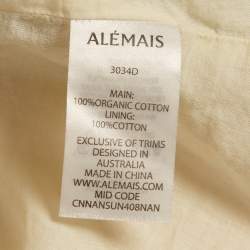 ALÉMAIS
3034D
MAIN:
100%ORGANIC COTTON
LINING:
100%COTTON
EXCLUSIVE OF TRIMS
DESIGNED IN
AUSTRALIA
MADE IN CHINA
WWW.ALEMAIS.COM
MID CODE
CNNANSUN408NAN